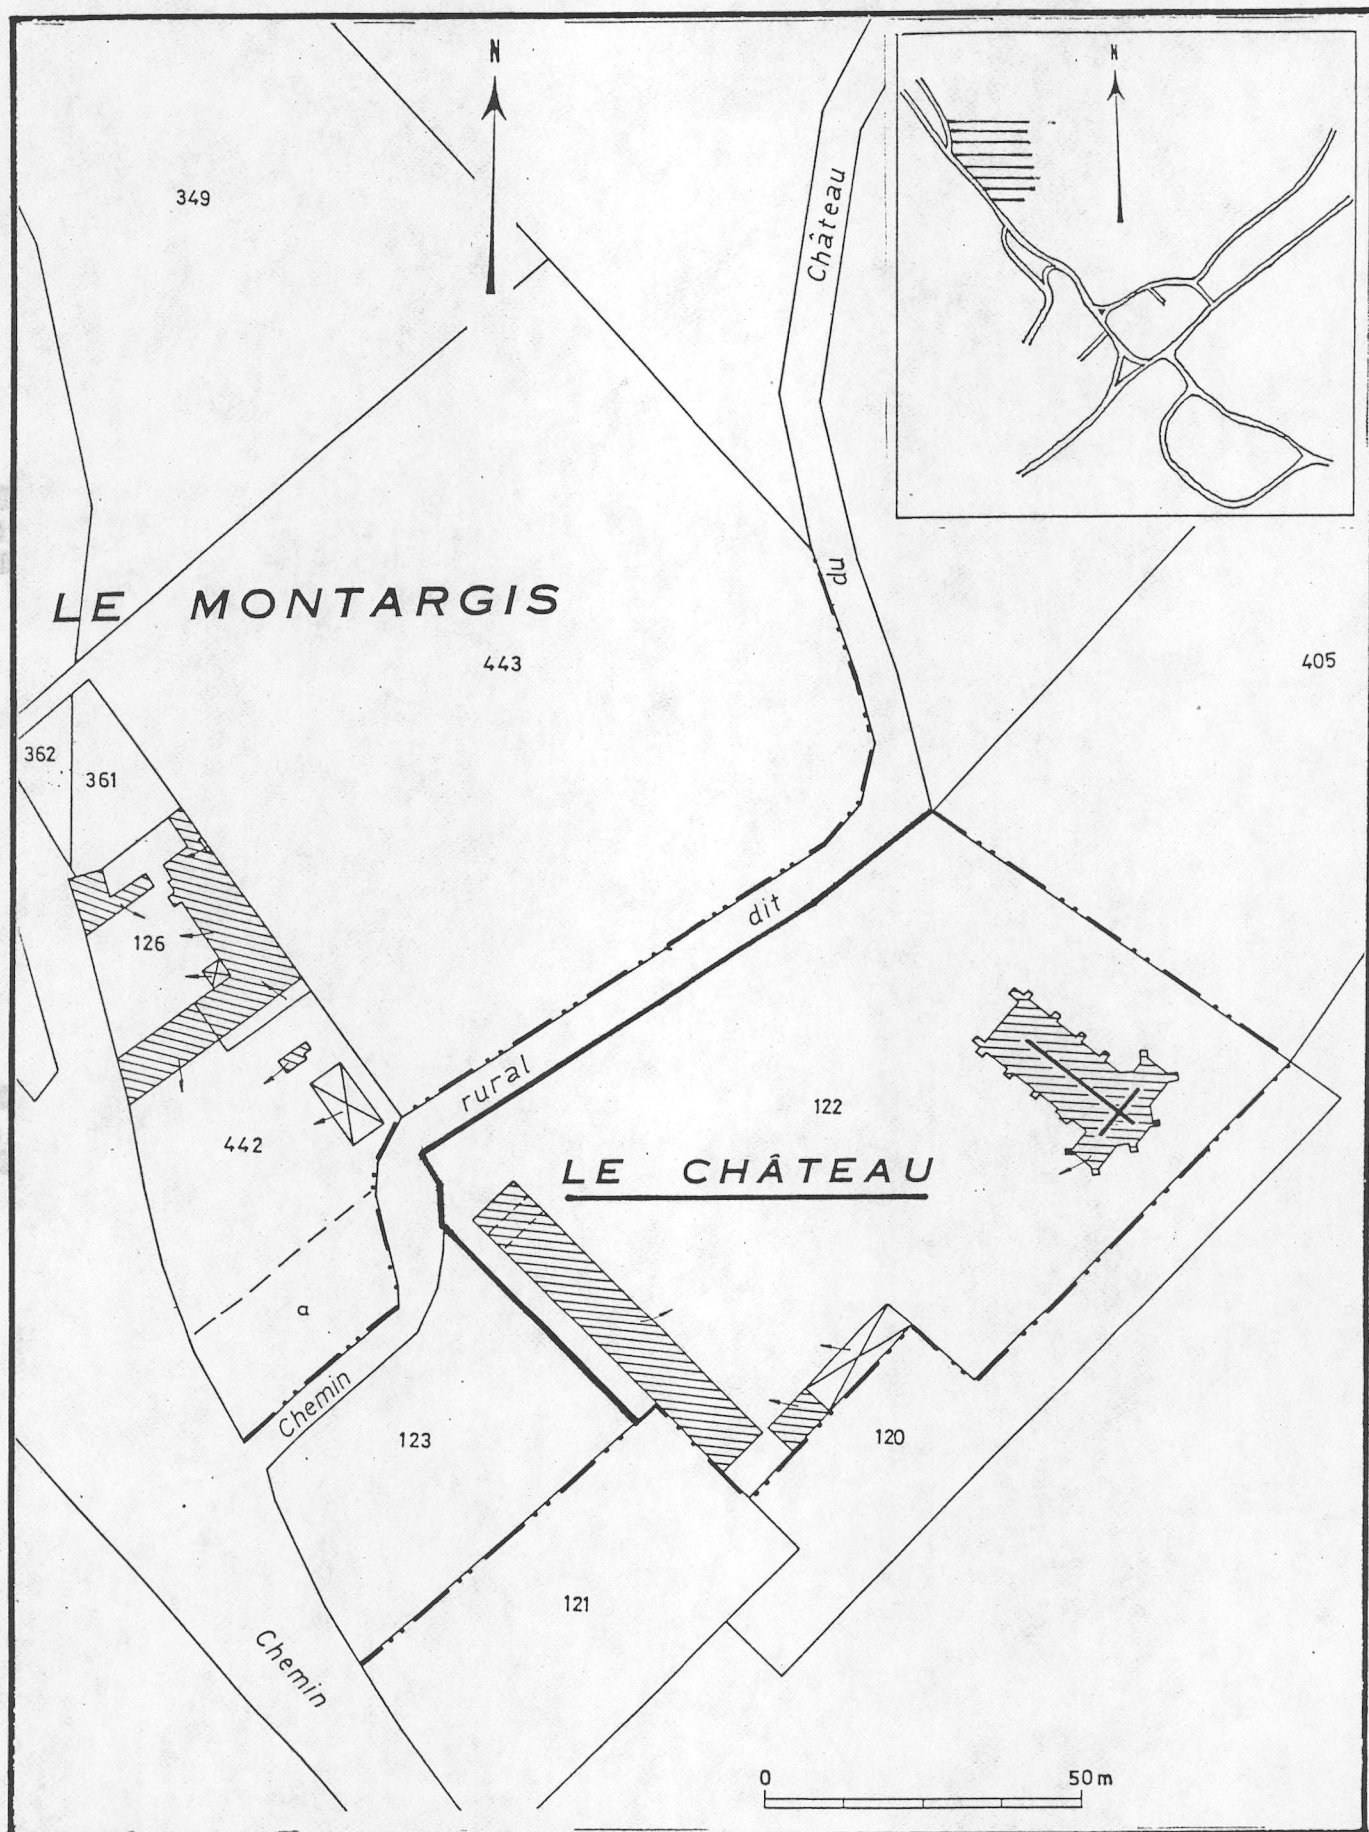 N
N
349
Château
du
LE MONTARGIS
443
405
362
361
dit
126
rural
122
442
LE CHÂTEAU
a
Chemin
123
120
121
Chemin
0 50 m